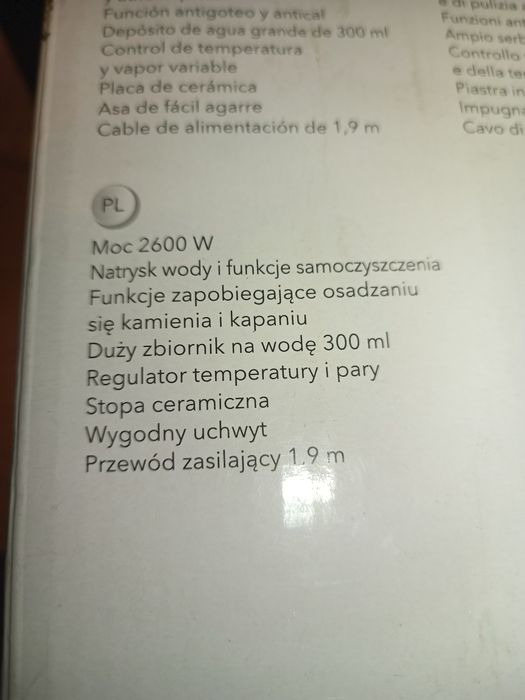 Función antigoteo y antical
Depósito de agua grande de 300 ml
Control de temperatura
y vapor variable
Placa de cerámica
Asa de fácil agarre
Cable de alimentación de 1,9 m
e di pulizia
Funzioni an
Ampio serb
Controllo
e della te
Piastra in
Impugna
Cavo di
PL
Moc 2600 W
Natrysk wody i funkcje samoczyszczenia
Funkcje zapobiegające osadzaniu
się kamienia i kapaniu
Duży zbiornik na wodę 300 ml
Regulator temperatury i pary
Stopa ceramiczna
Wygodny uchwyt
Przewód zasilający 1,9 m